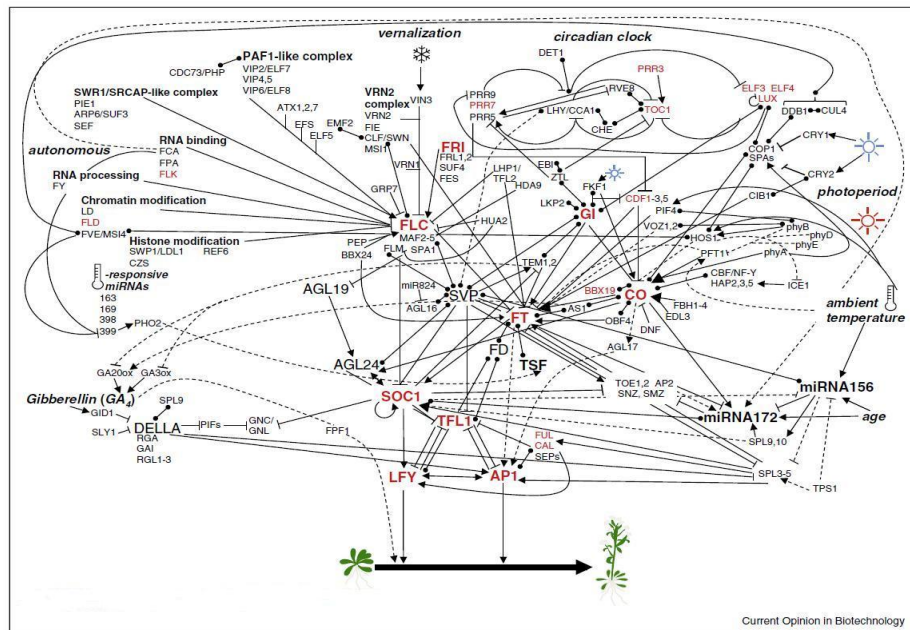 vernalization
circadian clock
PAF1-like complex
CDC73/PHP
VIP2/ELF7
VIP4,5
VIP6/ELF8
SWR1/SRCAP-like complex
PIE1
ARP6/SUF3
SEF
ATX1,2,7
EFS
ELF5
EMF2
VRN2
complex
VRN2
FIE
CLF/SWN
MSI1
VIN3
VRN1
FRI
FRL1,2
SUF4
FES
DET1
PRR9
PRR7
PRR5
LHY/CCA1
RVE8
CHE
PRR3
TOC1
ELF3 ELF4
LUX
DDB1
CUL4
COP1
SPAs
CRY1
CRY2
CIB1
photoperiod
autonomous
RNA binding
FCA
FPA
FLK
RNA processing
FY
Chromatin modification
LD
FLD
FVE/MSI4
Histone modification
SWP1/LDL1 REF6
CZS
GRP7
LHP1/
TFL2
HDA9
HUA2
EBI
ZTL
LKP2
FKF1
GI
CDF1-3,5
PIF4
VOZ1,2
HOS1
phyB
phyD
phyE
phyA
PFT1
CBF/NF-Y
HAP2,3,5
ICE1
FLC
MAF2-5
SPA1
PEP
FLM
BBX24
-responsive
miRNAs
163
169
398
399
PHO2
AGL19
miR824
AGL16
SVP
TEM1,2
FT
AS1
BBX19
CO
OBF4
DNF
FBH1-4
EDL3
AGL17
ambient
temperature
GA20ox
GA3ox
Gibberellin (GA4)
GID1
SLY1
SPL9
DELLA
RGA
GAI
RGL1-3
PIFs
GNC/
GNL
FPF1
AGL24
FD
TSF
SOC1
TFL1
TOE1,2 AP2
SNZ, SMZ
miRNA156
miRNA172
age
SPL9,10
FUL
CAL
SEPs
LFY
AP1
SPL3-5
TPS1
Current Opinion in Biotechnology